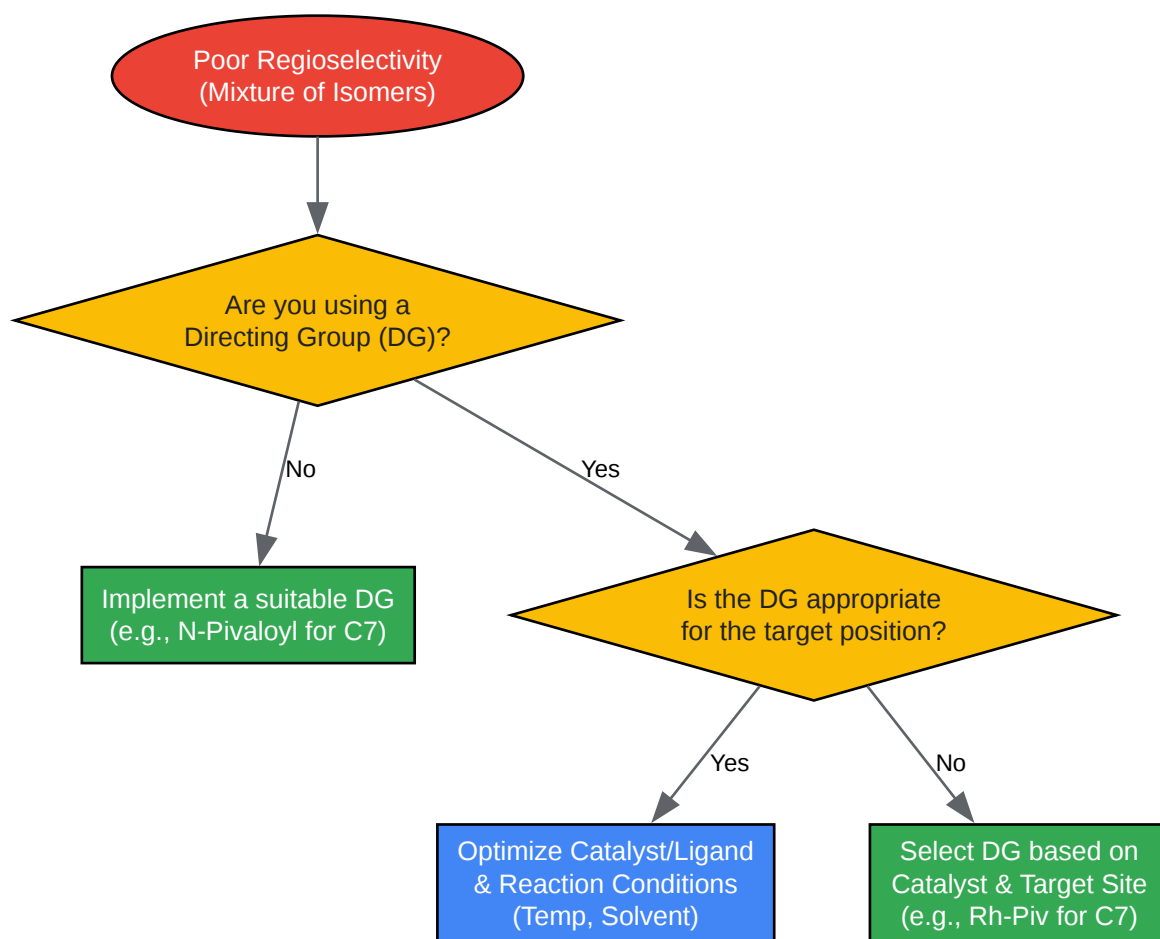 Poor Regioselectivity
(Mixture of Isomers)
Are you using a
Directing Group (DG)?
No
Yes
Implement a suitable DG
(e.g., N-Pivaloyl for C7)
Is the DG appropriate
for the target position?
Yes
No
Optimize Catalyst/Ligand
& Reaction Conditions
(Temp, Solvent)
Select DG based on
Catalyst & Target Site
(e.g., Rh-Piv for C7)